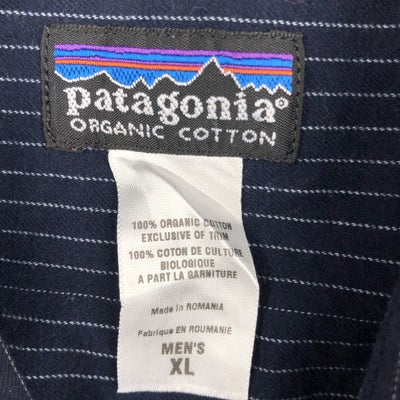 patagonia®
ORGANIC COTTON
100% ORGANIC COTTON
EXCLUSIVE OF TRIM
100% COTON DE CULTURE
BIOLOGIQUE
A PART LA GARNITURE
Made in ROMANIA
Fabrique EN ROUMANIE
MEN'S
XL